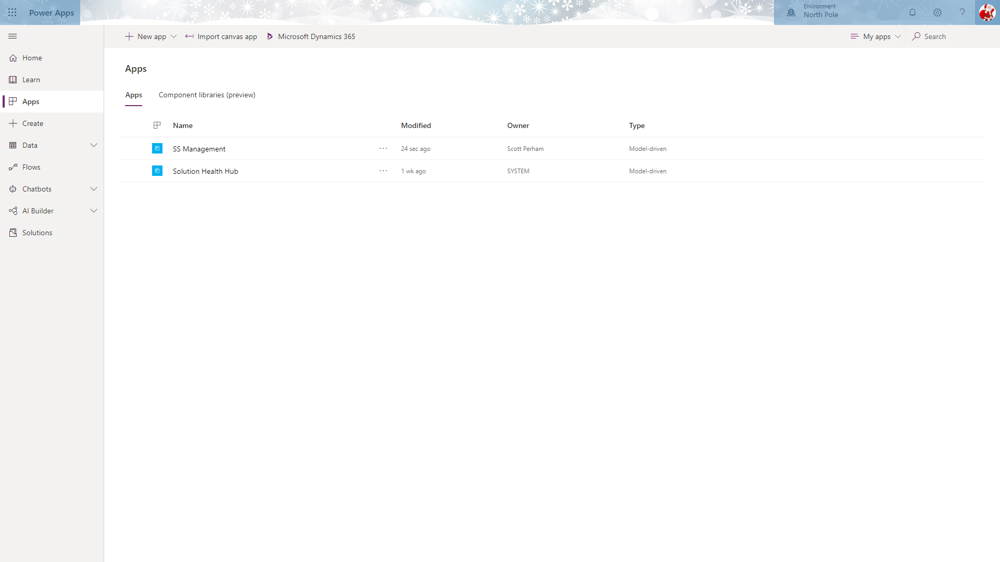 Power Apps
Environment
North Pole
New app
Import canvas app
Microsoft Dynamics 365
My apps
Search
Home
Learn
Apps
Create
Data
Flows
Chatbots
AI Builder
Solutions
Apps
Apps Component libraries (preview)
Name Modified Owner Type
SS Management ... 24 sec ago Scott Perham Model-driven
Solution Health Hub ... 1 wk ago SYSTEM Model-driven